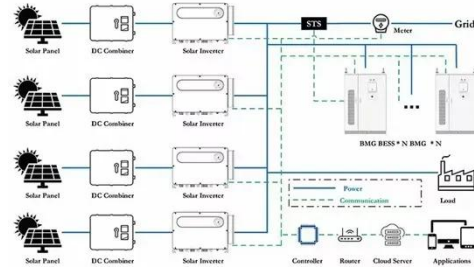 STS
Meter
Grid
Solar Panel
DC Combiner
Solar Inverter
Solar Panel
DC Combiner
Solar Inverter
BMG BESS * N BMG * N
Solar Panel
DC Combiner
Solar Inverter
Power
Communication
Load
Solar Panel
DC Combiner
Solar Inverter
Controller
Router
Cloud Server
Applications